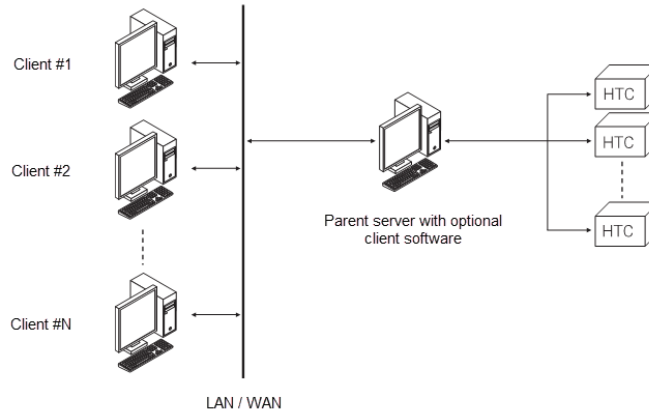 Client #1
HTC
HTC
Client #2
Parent server with optional
client software
HTC
Client #N
LAN / WAN